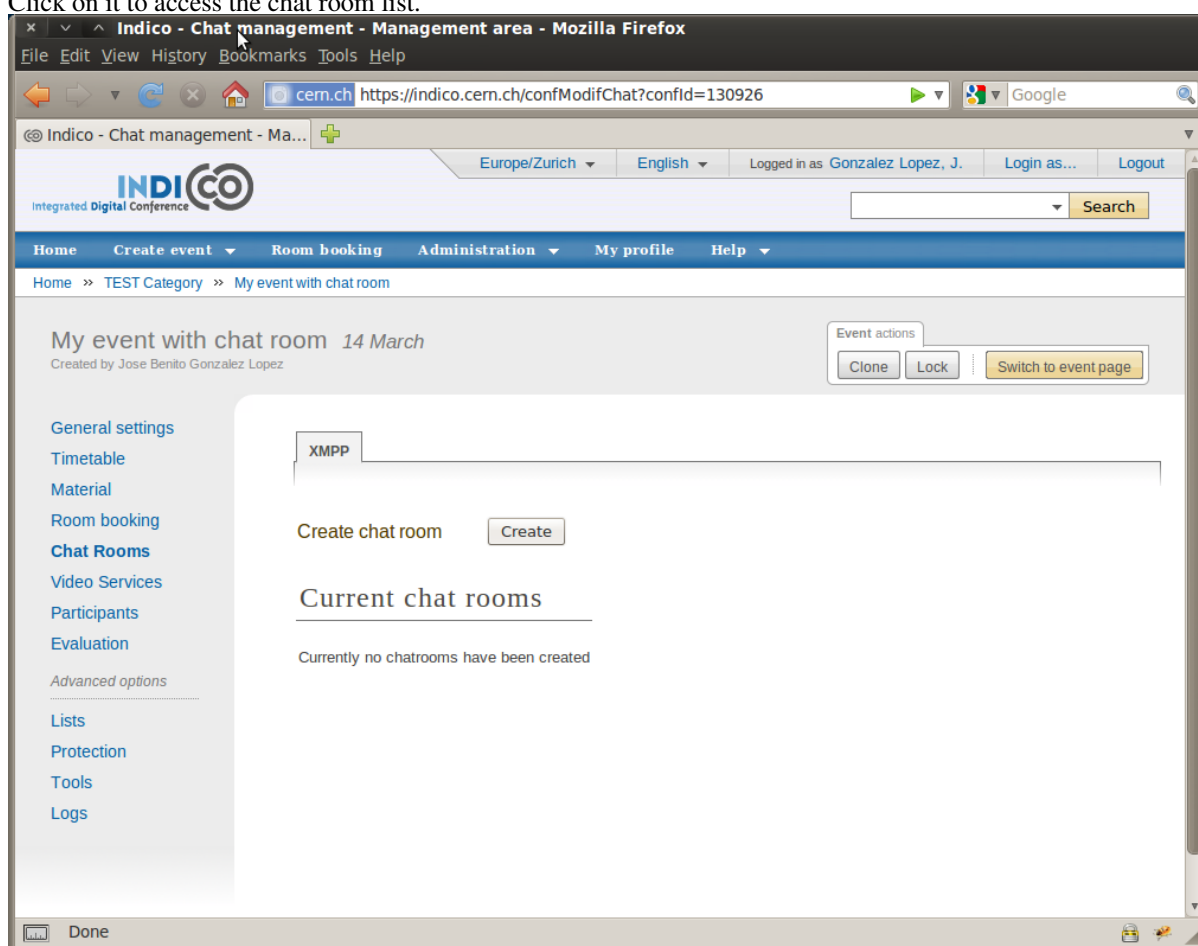 Click on it to access the chat room list.
Indico - Chat management - Management area - Mozilla Firefox
File Edit View History Bookmarks Tools Help
cern.ch https://indico.cern.ch/confModifChat?confId=130926 Google
Indico - Chat management - Ma...
Europe/Zurich English Logged in as Gonzalez Lopez, J. Login as... Logout
INDICO
Integrated Digital Conference
Search
Home Create event Room booking Administration My profile Help
Home >> TEST Category >> My event with chat room
My event with chat room 14 March
Created by Jose Benito Gonzalez Lopez
Event actions
Clone Lock Switch to event page
General settings
Timetable
Material
Room booking
Chat Rooms
Video Services
Participants
Evaluation
Advanced options
Lists
Protection
Tools
Logs
XMPP
Create chat room Create
Current chat rooms
Currently no chatrooms have been created
Done